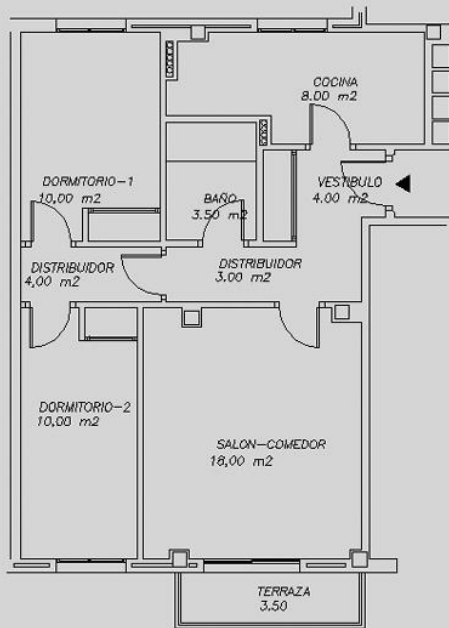 COCINA
8.00 m2
DORMITORIO-1
10,00 m2
BAÑO
3.50 m2
VESTIBULO
4.00 m2
DISTRIBUIDOR
4,00 m2
DISTRIBUIDOR
3.00 m2
DORMITORIO-2
10,00 m2
SALON-COMEDOR
18,00 m2
TERRAZA
3.50